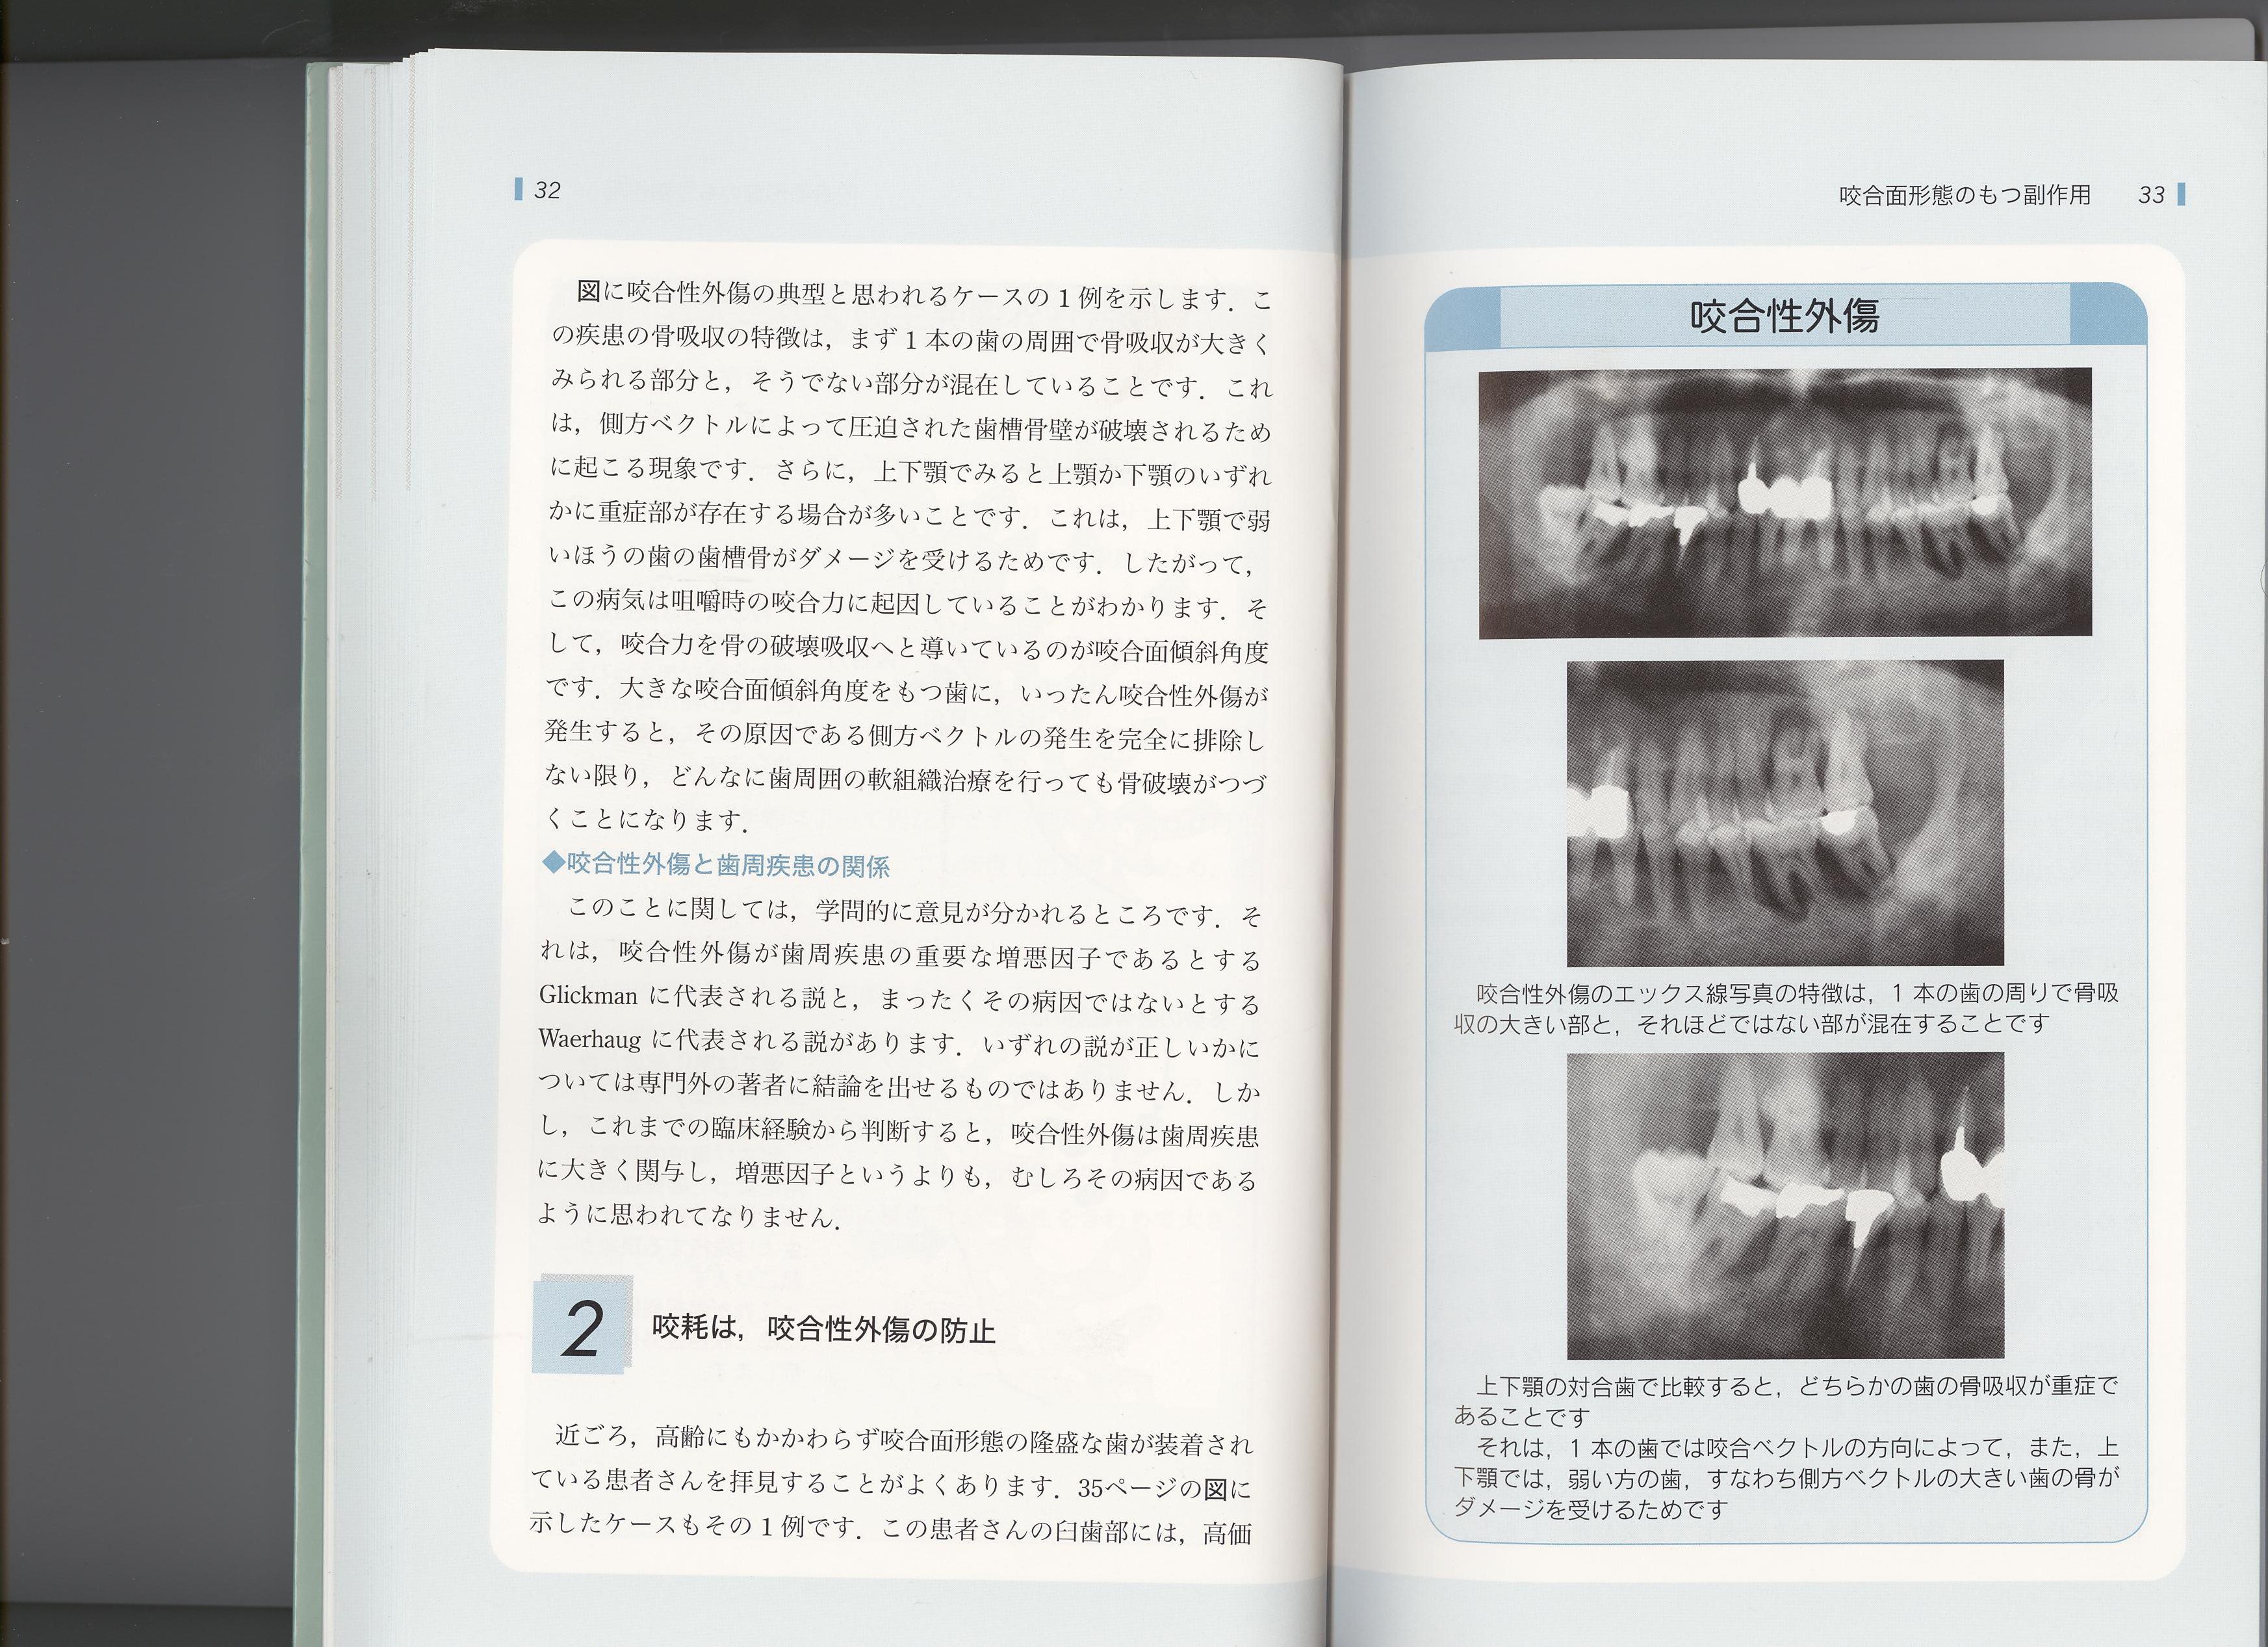 32
図に咬合性外傷の典型と思われるケースの1例を示します．こ
の疾患の骨吸収の特徴は，まず1本の歯の周囲で骨吸収が大きく
みられる部分と，そうでない部分が混在していることです．これ
は，側方ベクトルによって圧迫された歯槽骨壁が破壊されるため
に起こる現象です．さらに，上下顎でみると上顎か下顎のいずれ
かに重症部が存在する場合が多いことです．これは，上下顎で弱
いほうの歯の歯槽骨がダメージを受けるためです．したがって，
この病気は咀嚼時の咬合力に起因していることがわかります．そ
して，咬合力を骨の破壊吸収へと導いているのが咬合面傾斜角度
です．大きな咬合面傾斜角度をもつ歯に，いったん咬合性外傷が
発生すると，その原因である側方ベクトルの発生を完全に排除し
ない限り，どんなに歯周囲の軟組織治療を行っても骨破壊がつづ
くことになります．
◆咬合性外傷と歯周疾患の関係
このことに関しては，学問的に意見が分かれるところです．そ
れは，咬合性外傷が歯周疾患の重要な増悪因子であるとする
Glickman に代表される説と，まったくその病因ではないとする
Waerhaug に代表される説があります．いずれの説が正しいかに
ついては専門外の著者に結論を出せるものではありません．しか
し，これまでの臨床経験から判断すると，咬合性外傷は歯周疾患
に大きく関与し，増悪因子というよりも，むしろその病因である
ように思われてなりません．
2 咬耗は，咬合性外傷の防止
近ごろ，高齢にもかかわらず咬合面形態の隆盛な歯が装着され
ている患者さんを拝見することがよくあります．35ページの図に
示したケースもその1例です．この患者さんの臼歯部には，高価
咬合面形態のもつ副作用 33
咬合性外傷
咬合性外傷のエックス線写真の特徴は，1本の歯の周りで骨吸
収の大きい部と，それほどではない部が混在することです
上下顎の対合歯で比較すると，どちらかの歯の骨吸収が重症で
あることです
それは，1本の歯では咬合ベクトルの方向によって，また，上
下顎では，弱い方の歯，すなわち側方ベクトルの大きい歯の骨が
ダメージを受けるためです